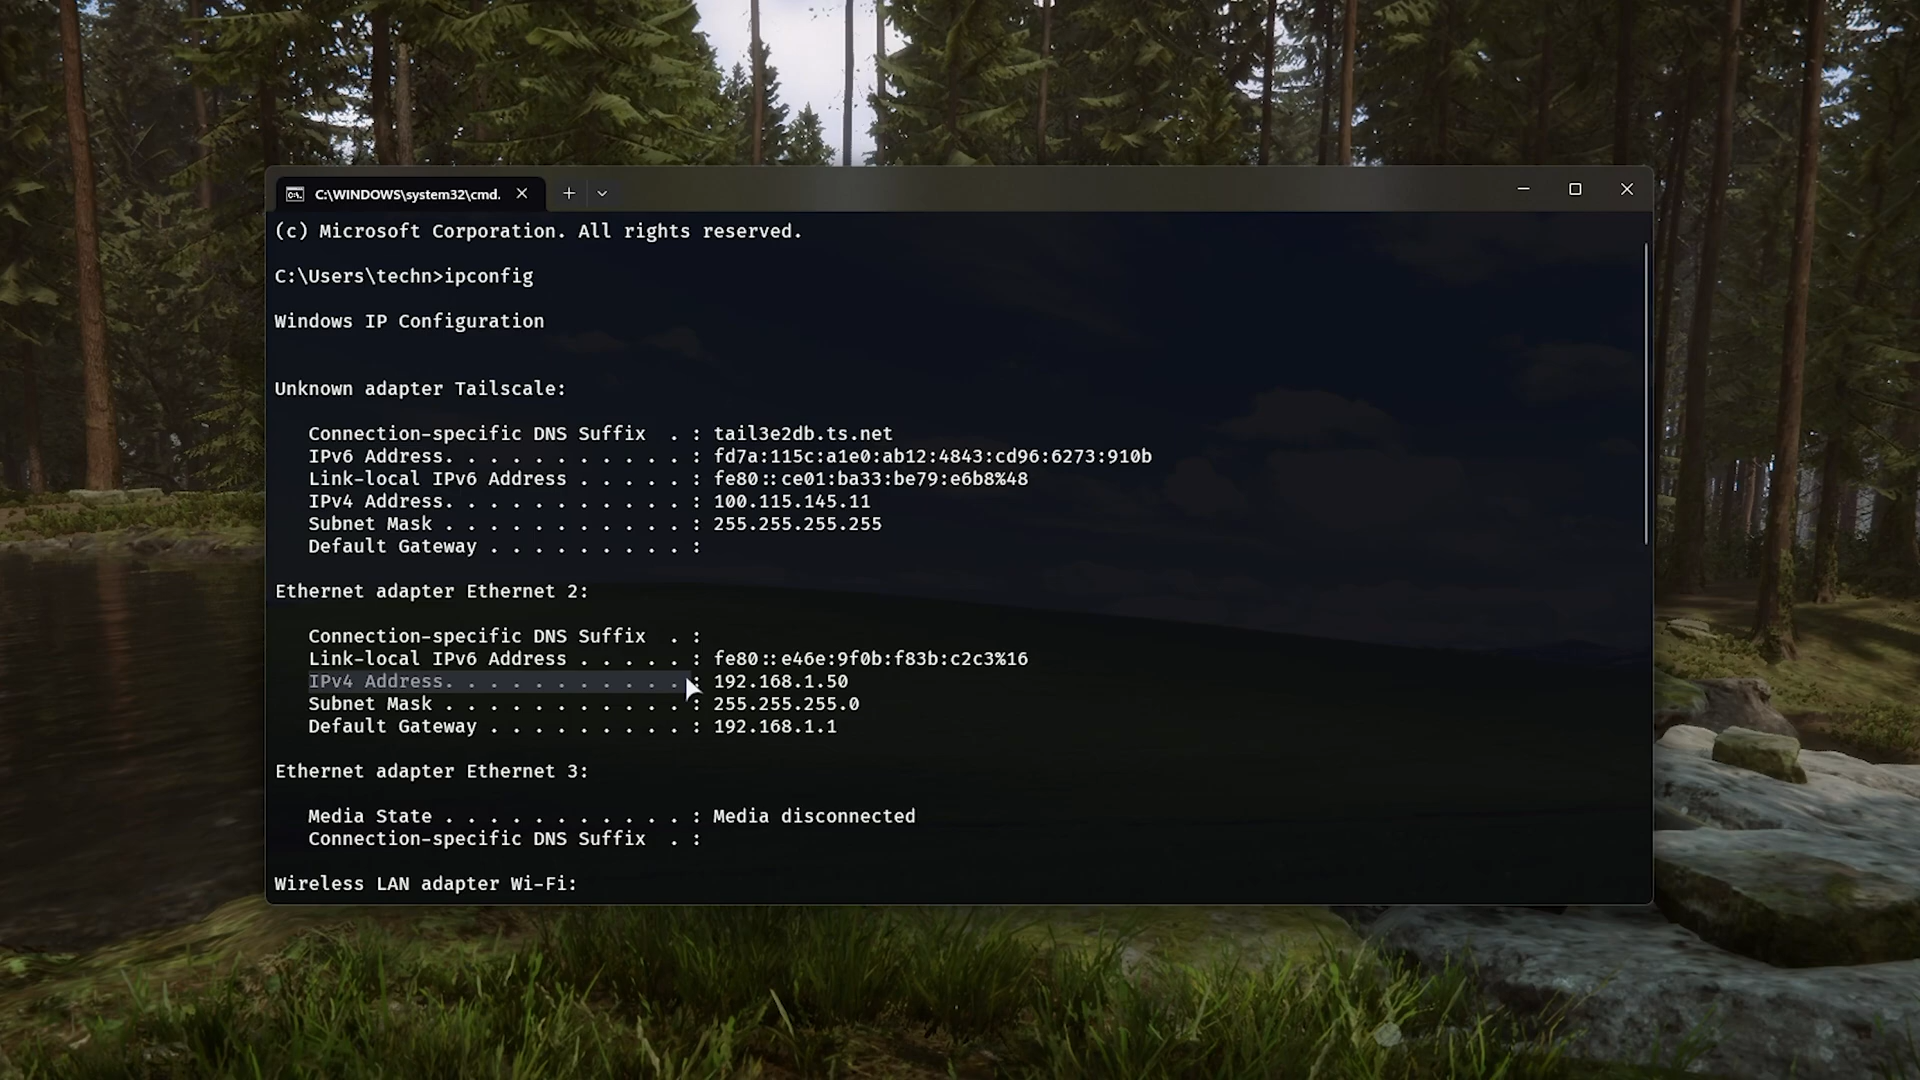 C:\WINDOWS\system32\cmd.
(c) Microsoft Corporation. All rights reserved.
C:\Users\techn>ipconfig
Windows IP Configuration
Unknown adapter Tailscale:
Connection-specific DNS Suffix  . : tail3e2db.ts.net
IPv6 Address. . . . . . . . . . . : fd7a:115c:a1e0:ab12:4843:cd96:6273:910b
Link-local IPv6 Address . . . . . : fe80::ce01:ba33:be79:e6b8%48
IPv4 Address. . . . . . . . . . . : 100.115.145.11
Subnet Mask . . . . . . . . . . . : 255.255.255.255
Default Gateway . . . . . . . . . :
Ethernet adapter Ethernet 2:
Connection-specific DNS Suffix  . :
Link-local IPv6 Address . . . . . : fe80::e46e:9f0b:f83b:c2c3%16
IPv4 Address. . . . . . . . . . . : 192.168.1.50
Subnet Mask . . . . . . . . . . . : 255.255.255.0
Default Gateway . . . . . . . . . : 192.168.1.1
Ethernet adapter Ethernet 3:
Media State . . . . . . . . . . . : Media disconnected
Connection-specific DNS Suffix  . :
Wireless LAN adapter Wi-Fi: